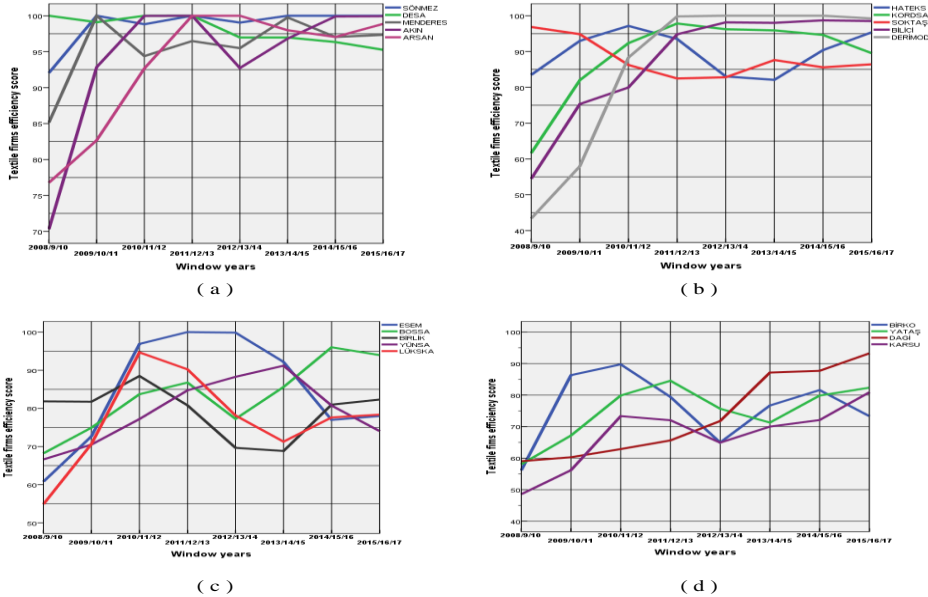 SÖNMEZ
DESA
MENDERES
AKIN
ARSAN
Textile firms efficiency score
100
95
90
85
80
75
70
2008/9/10
2009/10/11
2010/11/12
2011/12/13
2012/13/14
2013/14/15
2014/15/16
2015/16/17
Window years
( a )
HATEKS
KORDSA
SOKTAŞ
BİLİCİ
DERİMOD
Textile firms efficiency score
100
90
80
70
60
50
40
2008/9/10
2009/10/11
2010/11/12
2011/12/13
2012/13/14
2013/14/15
2014/15/16
2015/16/17
Window years
( b )
ESEM
BOSSA
BİRLİK
YÜNSA
LÜKSKA
Textile firms efficiency score
100
90
80
70
60
50
2008/9/10
2009/10/11
2010/11/12
2011/12/13
2012/13/14
2013/14/15
2014/15/16
2015/16/17
Window years
( c )
BİRKO
YATAŞ
DAGİ
KARSU
Textile fims efficiency score
100
90
80
70
60
50
40
2008/9/10
2009/10/11
2010/11/12
2011/12/13
2012/13/14
2013/14/15
2014/15/16
2015/16/17
Window years
( d )